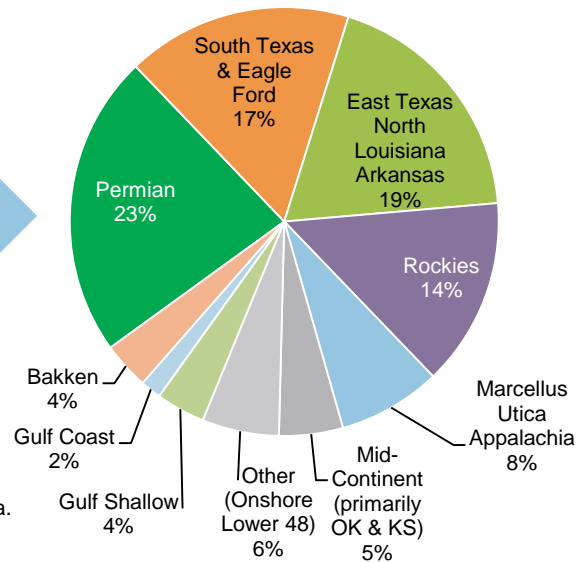 South Texas
& Eagle
Ford
17%
East Texas
North
Louisiana
Arkansas
19%
Permian
23%
Rockies
14%
Bakken
4%
Gulf Coast
2%
Gulf Shallow
4%
Other
(Onshore
Lower 48)
6%
Mid-
Continent
(primarily
OK & KS)
5%
Marcellus
Utica
Appalachia
8%
a.